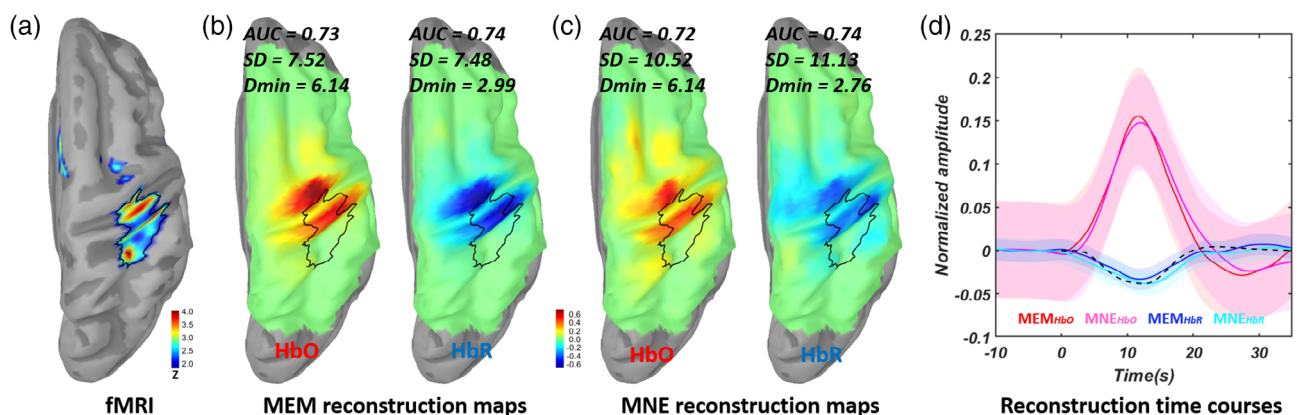 (a)
fMRI
4.0
3.5
3.0
2.5
2.0
Z
(b)
AUC = 0.73
SD = 7.52
Dmin = 6.14
HbO
AUC = 0.74
SD = 7.48
Dmin = 2.99
HbR
MEM reconstruction maps
(c)
AUC = 0.72
SD = 10.52
Dmin = 6.14
HbO
AUC = 0.74
SD = 11.13
Dmin = 2.76
HbR
0.6
0.4
0.2
0
-0.2
-0.4
-0.6
MNE reconstruction maps
(d)
Normalized amplitude
0.25
0.2
0.15
0.1
0.05
0
-0.05
-0.1
MEMHbO MNEHbO MEMHbR MNEHbR
-10 0 10 20 30
Time(s)
Reconstruction time courses